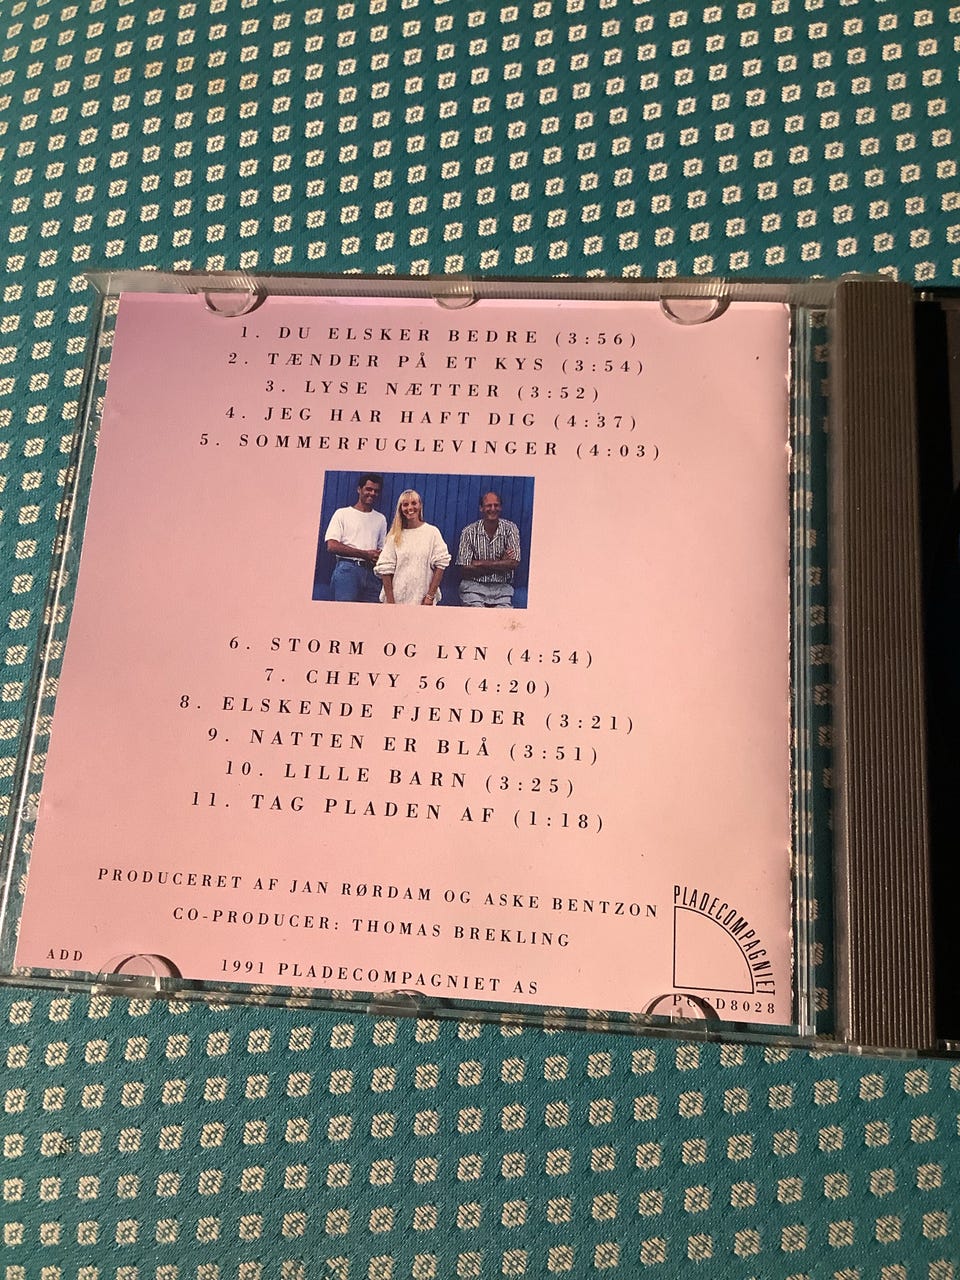 1. DU ELSKER BEDRE (3:56)
2. TÆNDER PÅ ET KYS (3:54)
3. LYSE NÆTTER (3:52)
4. JEG HAR HAFT DIG (4:37)
5. SOMMERFUGLEVINGER (4:03)
6. STORM OG LYN (4:54)
7. CHEVY 56 (4:20)
8. ELSKENDE FJENDER (3:21)
9. NATTEN ER BLÅ (3:51)
10. LILLE BARN (3:25)
11. TAG PLADEN AF (1:18)
PRODUCERET AF JAN RØRDAM OG ASKE BENTZON
CO-PRODUCER: THOMAS BREKLING
ADD
1991 PLADECOMPAGNIET AS
PLADECOMPAGNIET
PCCD8028